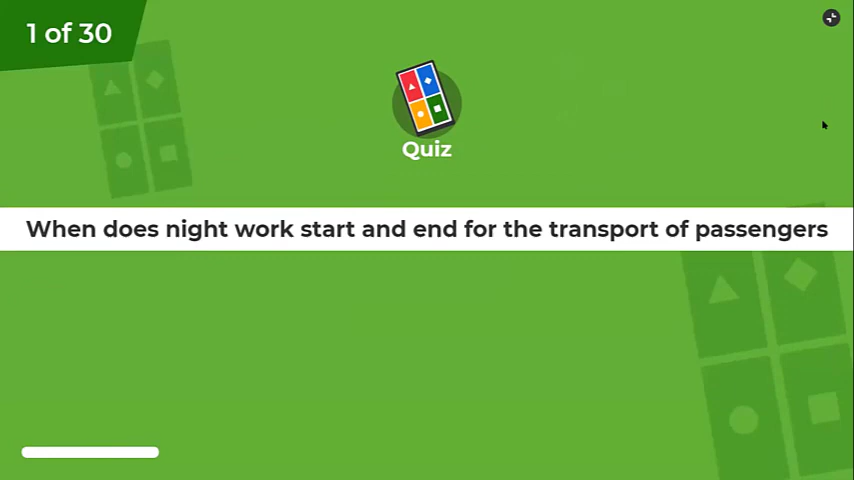 1 of 30
Quiz
When does night work start and end for the transport of passengers